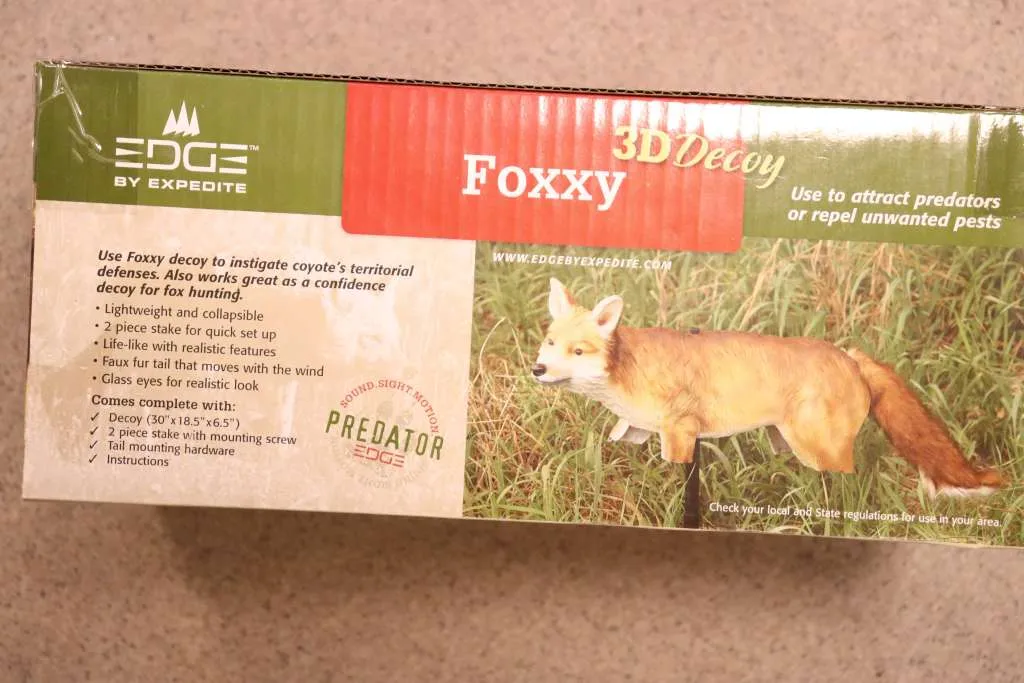 EDGE™
BY EXPEDITE
Foxxy
3D Decoy
Use to attract predators
or repel unwanted pests
Use Foxxy decoy to instigate coyote's territorial
defenses. Also works great as a confidence
decoy for fox hunting.
• Lightweight and collapsible
• 2 piece stake for quick set up
• Life-like with realistic features
• Faux fur tail that moves with the wind
• Glass eyes for realistic look
Comes complete with:
✓ Decoy (30"x18.5"x6.5")
✓ 2 piece stake with mounting screw
✓ Tail mounting hardware
✓ Instructions
SOUND.SIGHT MOTION
PREDATOR
EDGE
WWW.EDGEBYEXPEDITE.COM
Check your local and State regulations for use in your area.